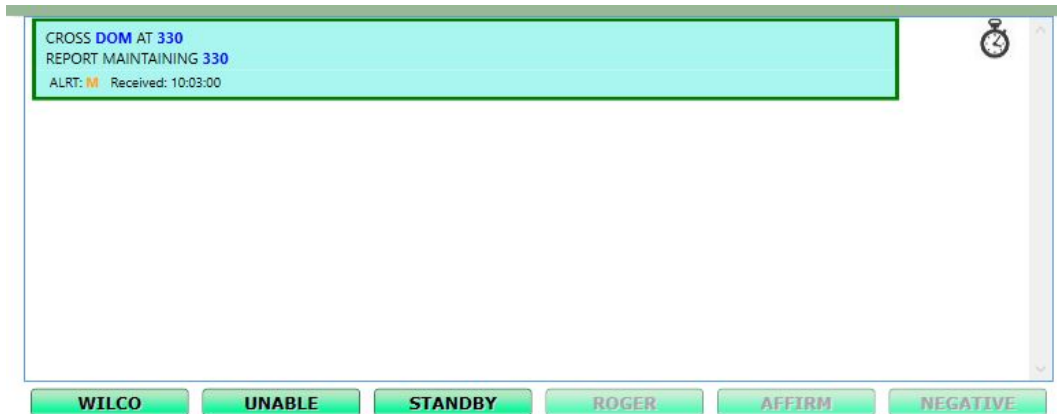 CROSS DOM AT 330
REPORT MAINTAINING 330
ALRT: M Received: 10:03:00
WILCO UNABLE STANDBY ROGER AFFIRM NEGATIVE